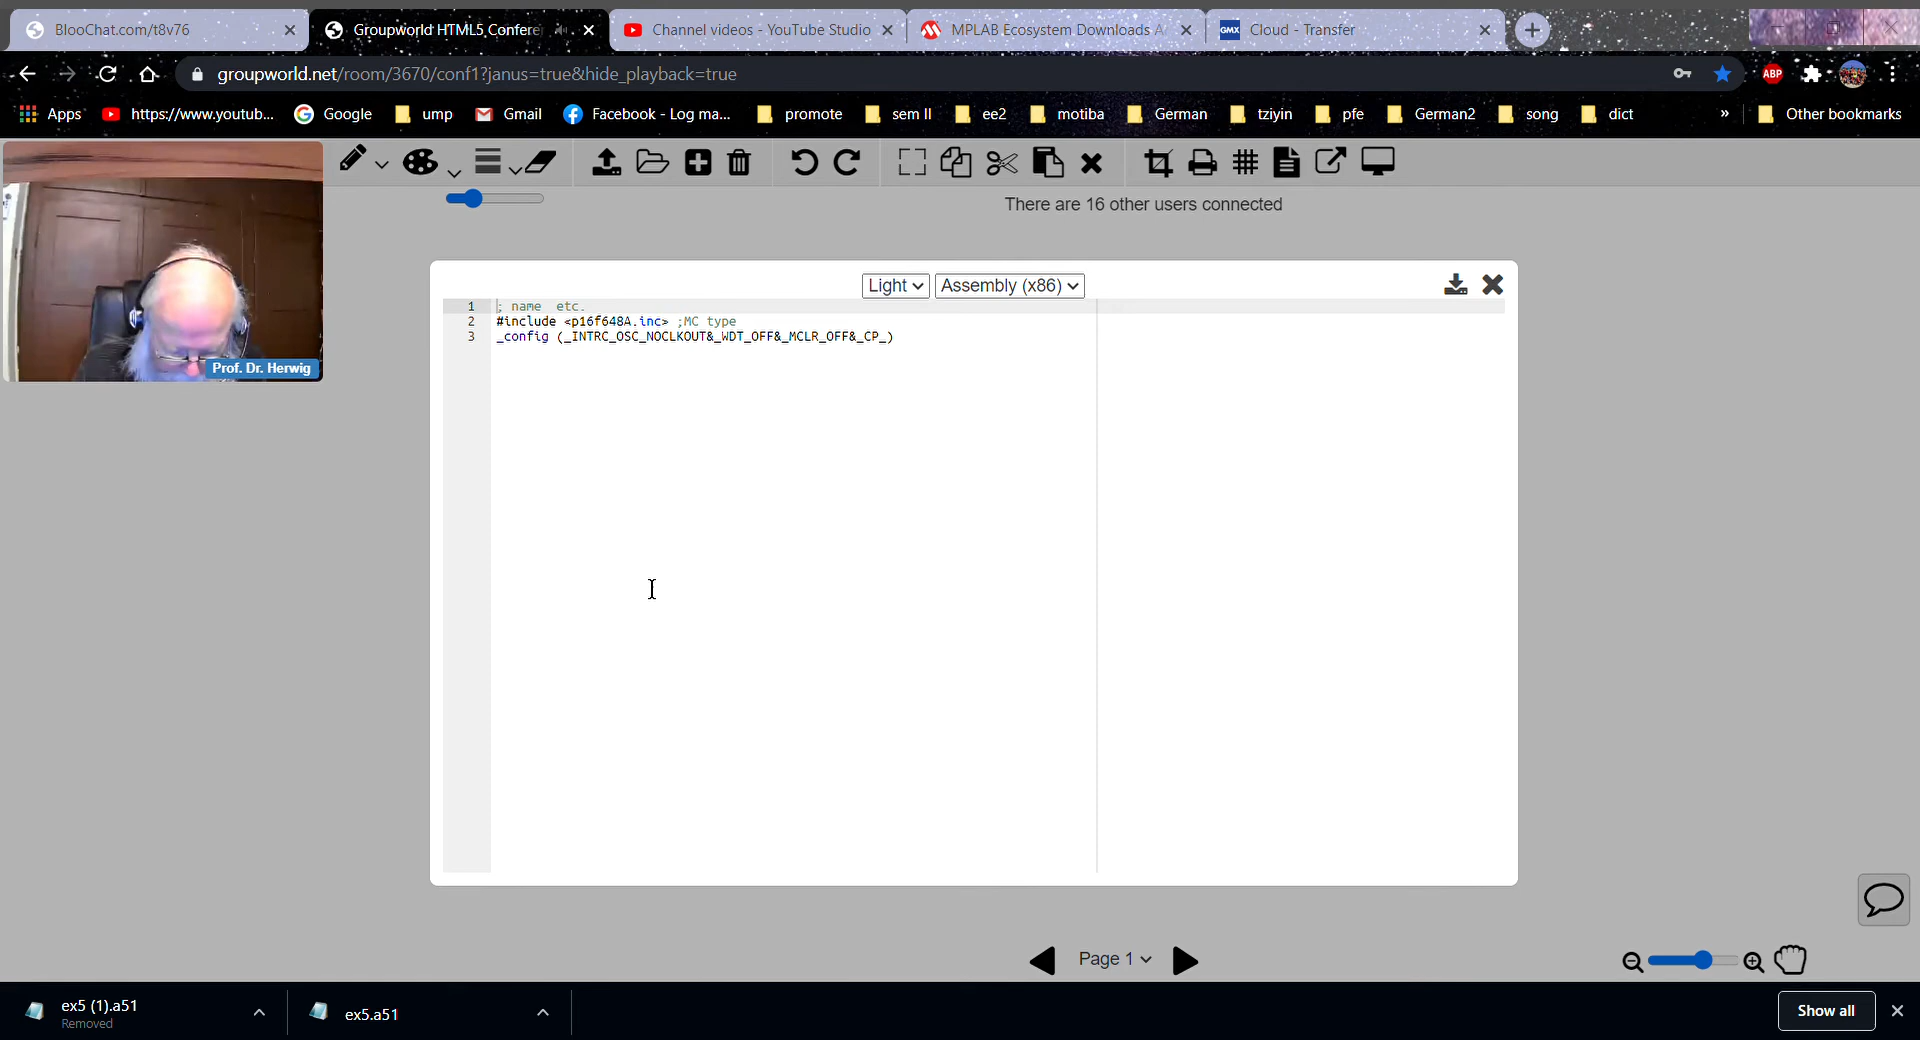 BlooChat.com/t8v76
Groupworld HTML5 Confere
Channel videos - YouTube Studio
MPLAB Ecosystem Downloads A
GMX
Cloud - Transfer
groupworld.net/room/3670/conf1?janus=true&hide_playback=true
ABP
Apps
https://www.youtub...
Google
ump
Gmail
Facebook - Log ma...
promote
sem II
ee2
motiba
German
tziyin
pfe
German2
song
dict
»
Other bookmarks
There are 16 other users connected
Prof. Dr. Herwig
Light
Assembly (x86)
1 ; name  etc.
2 #include <p16f648A.inc> ;MC type
3 _config (_INTRC_OSC_NOCLKOUT&_WDT_OFF&_MCLR_OFF&_CP_)
Page 1
ex5 (1).a51
Removed
ex5.a51
Show all